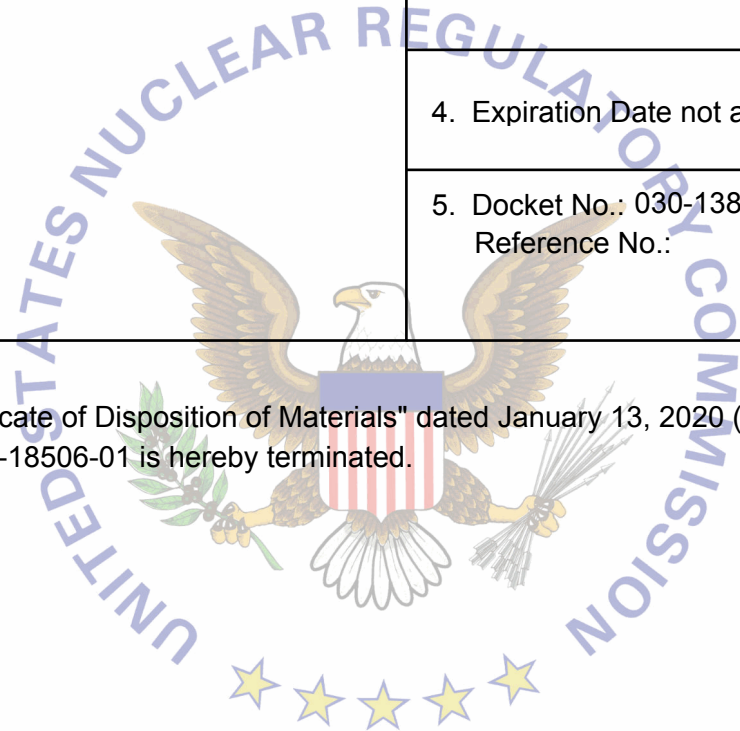 UNITED STATES NUCLEAR REGULATORY COMMISSION
4. Expiration Date not a
5. Docket No.: 030-138
Reference No.:
cate of Disposition of Materials" dated January 13, 2020 (
-18506-01 is hereby terminated.